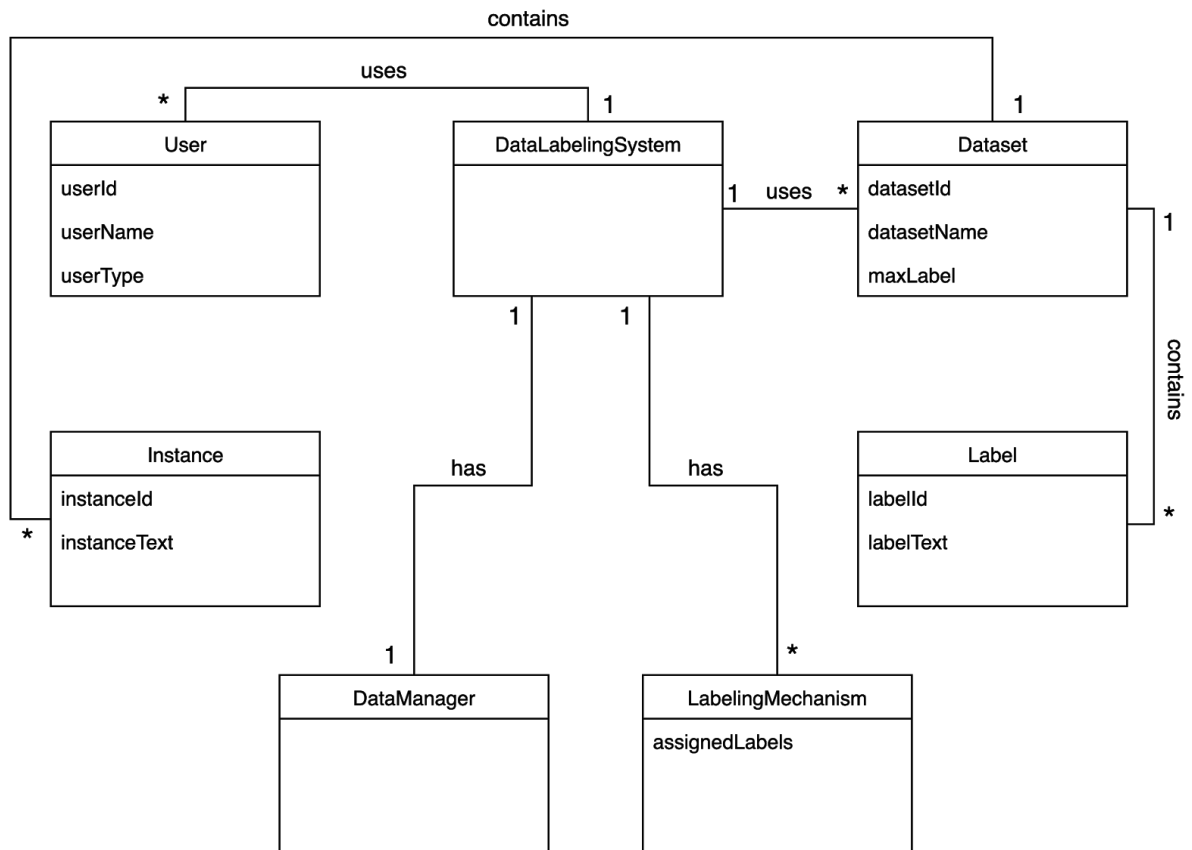 contains
uses
*
1
1
User
userId
userName
userType
DataLabelingSystem
1
uses
*
1
1
Dataset
datasetId
datasetName
maxLabel
1
contains
*
Instance
instanceId
instanceText
*
has
has
Label
labelId
labelText
1
*
DataManager
LabelingMechanism
assignedLabels